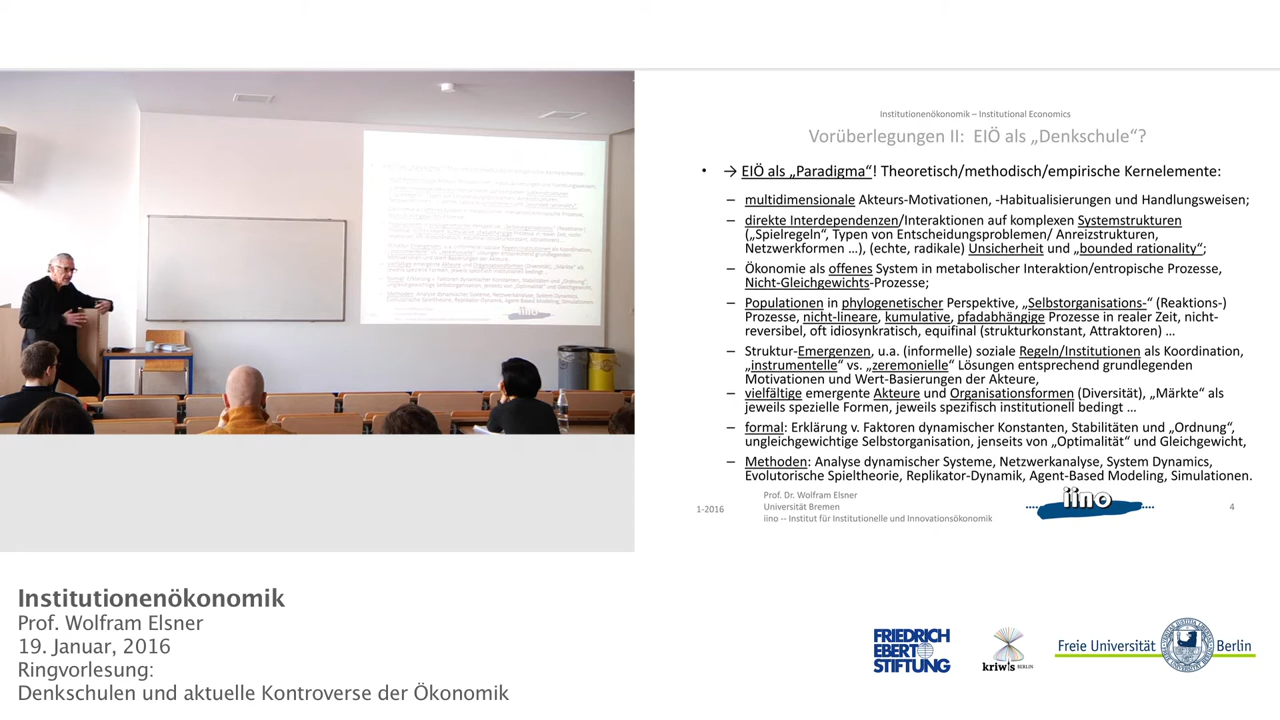 Institutionenökonomik – Institutional Economics
Vorüberlegungen II: EIÖ als „Denkschule“?
• → EIÖ als „Paradigma“! Theoretisch/methodisch/empirische Kernelemente:
– multidimensionale Akteurs-Motivationen, -Habitualisierungen und Handlungsweisen;
– direkte Interdependenzen/Interaktionen auf komplexen Systemstrukturen
(„Spielregeln“, Typen von Entscheidungsproblemen/ Anreizstrukturen,
Netzwerkformen ...), (echte, radikale) Unsicherheit und „bounded rationality“;
– Ökonomie als offenes System in metabolischer Interaktion/entropische Prozesse,
Nicht-Gleichgewichts-Prozesse;
– Populationen in phylogenetischer Perspektive, „Selbstorganisations-“ (Reaktions-)
Prozesse, nicht-lineare, kumulative, pfadabhängige Prozesse in realer Zeit, nicht-
reversibel, oft idiosynkratisch, equifinal (strukturkonstant, Attraktoren) ...
– Struktur-Emergenzen, u.a. (informelle) soziale Regeln/Institutionen als Koordination,
„instrumentelle“ vs. „zeremonielle“ Lösungen entsprechend grundlegenden
Motivationen und Wert-Basierungen der Akteure,
– vielfältige emergente Akteure und Organisationsformen (Diversität), „Märkte“ als
jeweils spezielle Formen, jeweils spezifisch institutionell bedingt ...
– formal: Erklärung v. Faktoren dynamischer Konstanten, Stabilitäten und „Ordnung“,
ungleichgewichtige Selbstorganisation, jenseits von „Optimalität“ und Gleichgewicht,
– Methoden: Analyse dynamischer Systeme, Netzwerkanalyse, System Dynamics,
Evolutorische Spieltheorie, Replikator-Dynamik, Agent-Based Modeling, Simulationen.
1-2016
Prof. Dr. Wolfram Elsner
Universität Bremen
iino -- Institut für Institutionelle und Innovationsökonomik
iino
4
Institutionenökonomik
Prof. Wolfram Elsner
19. Januar, 2016
Ringvorlesung:
Denkschulen und aktuelle Kontroverse der Ökonomik
FRIEDRICH
EBERT
STIFTUNG
kriwis BERLIN
Freie Universität Berlin